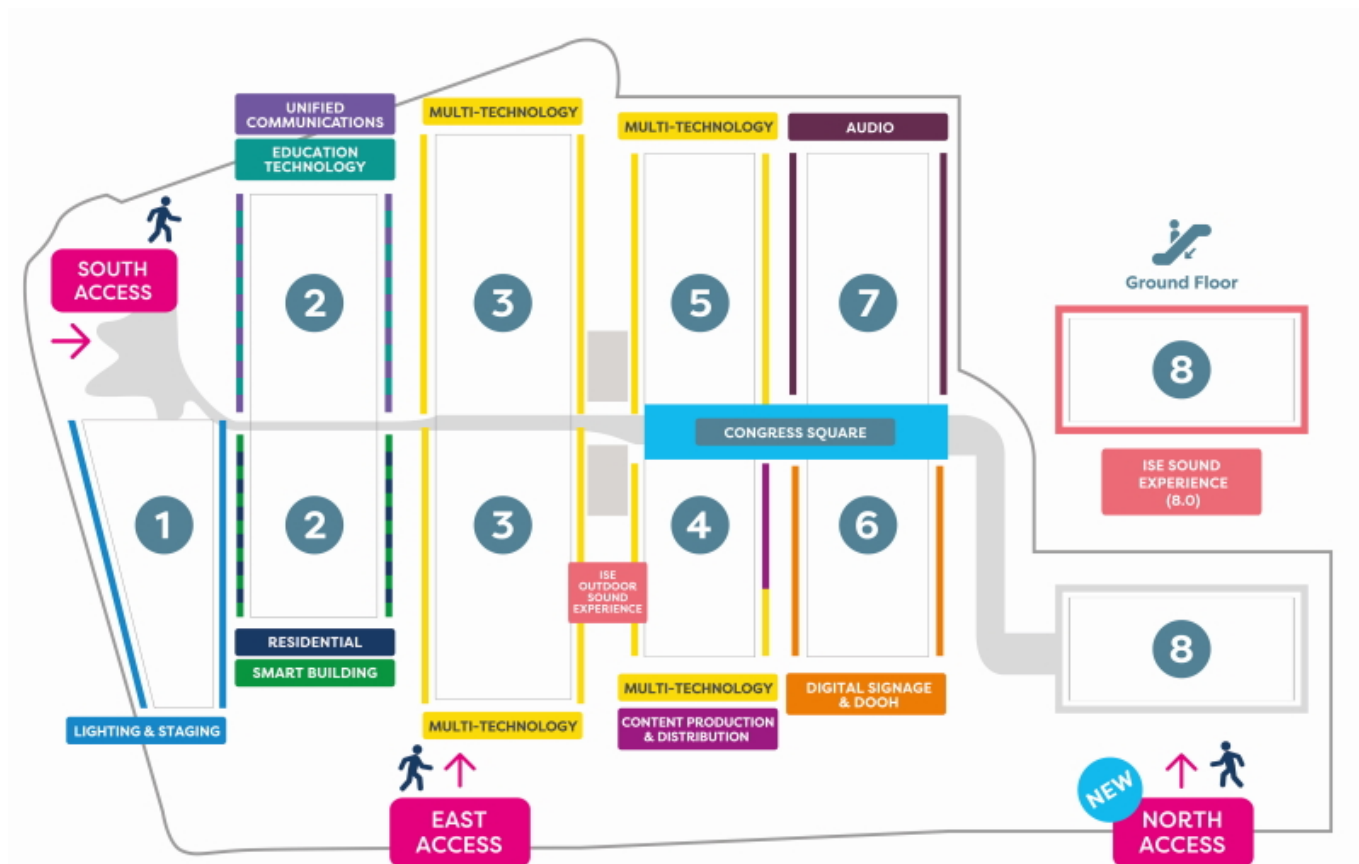 UNIFIED
COMMUNICATIONS
EDUCATION
TECHNOLOGY
MULTI-TECHNOLOGY
MULTI-TECHNOLOGY
AUDIO
SOUTH
ACCESS
2
3
5
7
Ground Floor
8
ISE SOUND
EXPERIENCE
(8.0)
CONGRESS SQUARE
1
2
3
4
6
ISE
OUTDOOR
SOUND
EXPERIENCE
8
RESIDENTIAL
SMART BUILDING
LIGHTING & STAGING
MULTI-TECHNOLOGY
MULTI-TECHNOLOGY
CONTENT PRODUCTION
& DISTRIBUTION
DIGITAL SIGNAGE
& DOOH
EAST
ACCESS
NEW
NORTH
ACCESS